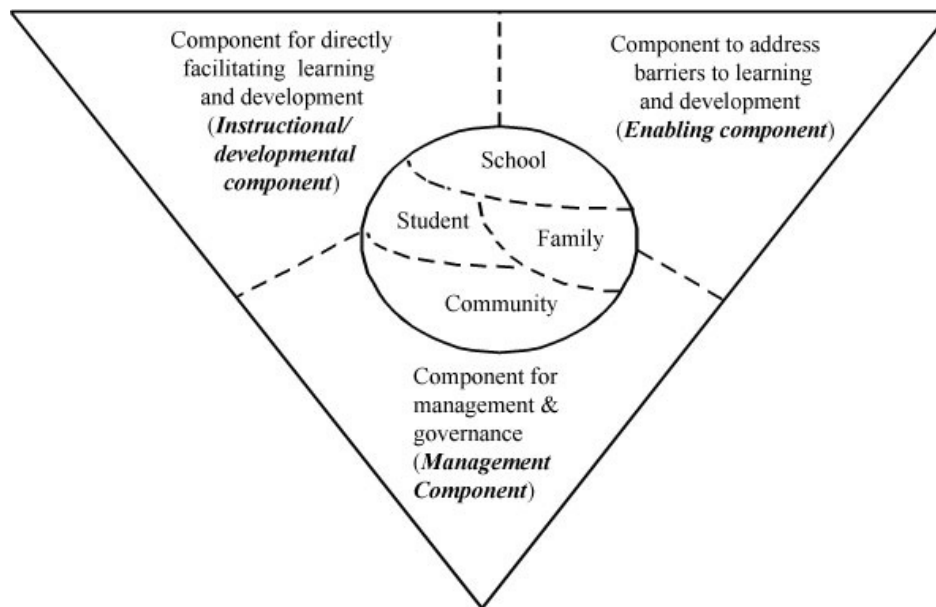 Component for directly
facilitating learning
and development
(Instructional/
developmental
component)
Component to address
barriers to learning
and development
(Enabling component)
School
Student
Family
Community
Component for
management &
governance
(Management
Component)